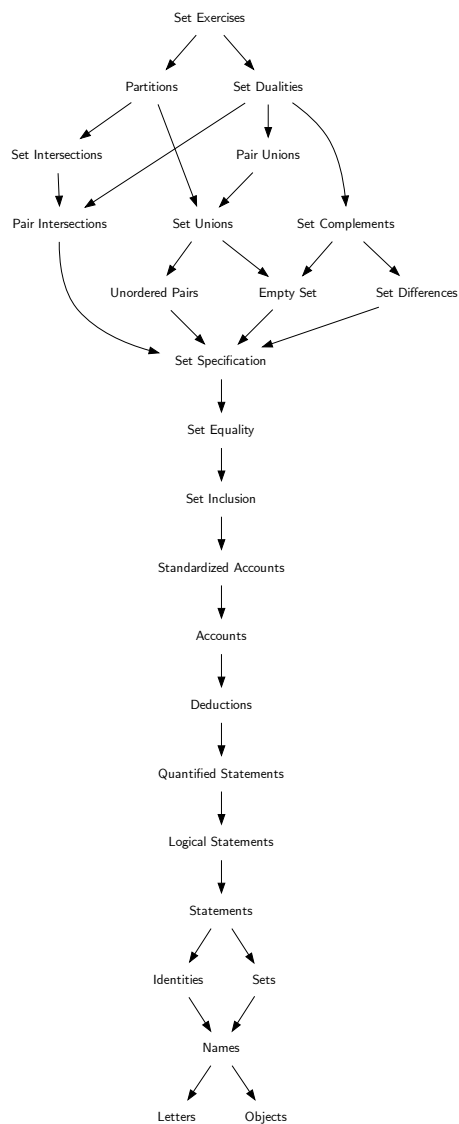 Set Exercises
Partitions
Set Dualities
Set Intersections
Pair Unions
Pair Intersections
Set Unions
Set Complements
Unordered Pairs
Empty Set
Set Differences
Set Specification
Set Equality
Set Inclusion
Standardized Accounts
Accounts
Deductions
Quantified Statements
Logical Statements
Statements
Identities
Sets
Names
Letters
Objects